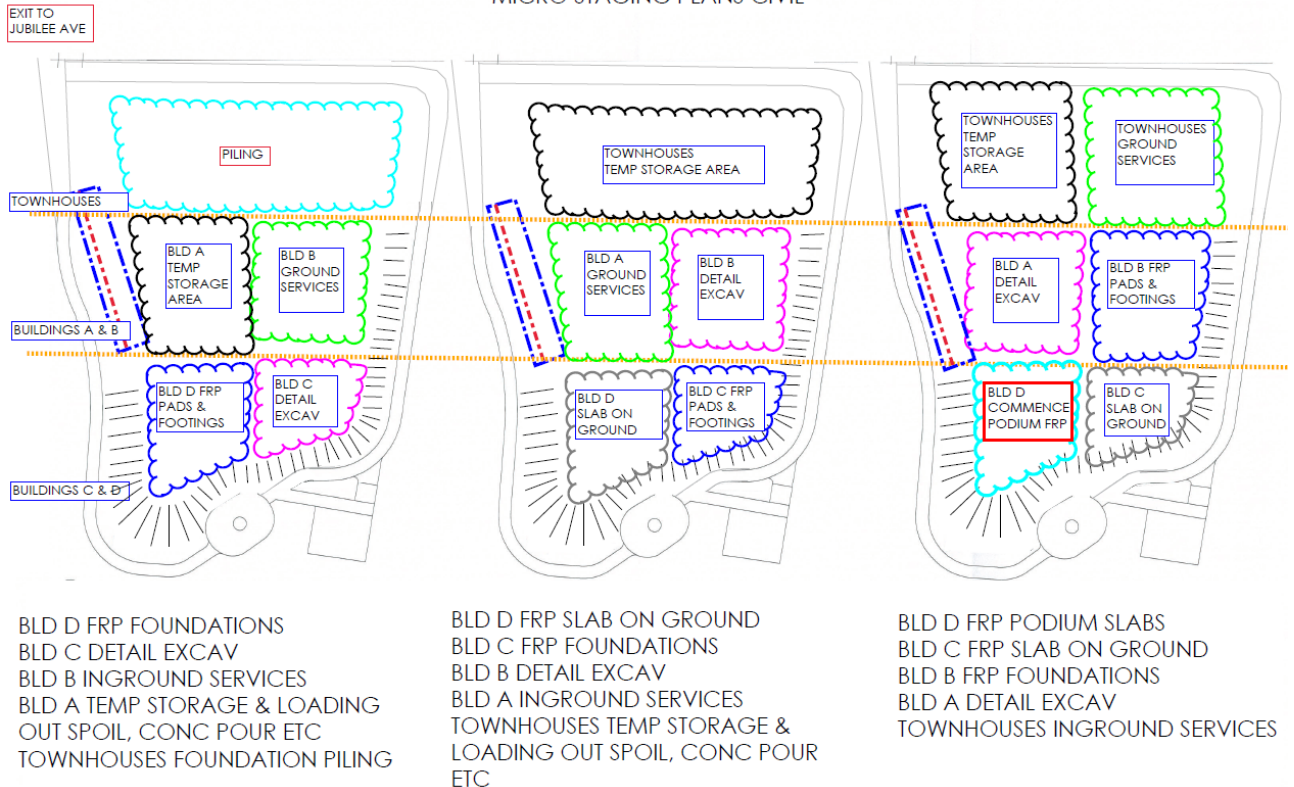 MICRO STAGING PLANS CIVIL
EXIT TO
JUBILEE AVE
PILING
TOWNHOUSES
BLD A
TEMP
STORAGE
AREA
BLD B
GROUND
SERVICES
BUILDINGS A & B
BLD D FRP
PADS &
FOOTINGS
BLD C
DETAIL
EXCAV
BUILDINGS C & D
TOWNHOUSES
TEMP STORAGE AREA
BLD A
GROUND
SERVICES
BLD B
DETAIL
EXCAV
BLD D
SLAB ON
GROUND
BLD C FRP
PADS &
FOOTINGS
TOWNHOUSES
TEMP
STORAGE
AREA
TOWNHOUSES
GROUND
SERVICES
BLD A
DETAIL
EXCAV
BLD B FRP
PADS &
FOOTINGS
BLD D
COMMENCE
PODIUM FRP
BLD C
SLAB ON
GROUND
BLD D FRP FOUNDATIONS
BLD C DETAIL EXCAV
BLD B INGROUND SERVICES
BLD A TEMP STORAGE & LOADING
OUT SPOIL, CONC POUR ETC
TOWNHOUSES FOUNDATION PILING
BLD D FRP SLAB ON GROUND
BLD C FRP FOUNDATIONS
BLD B DETAIL EXCAV
BLD A INGROUND SERVICES
TOWNHOUSES TEMP STORAGE &
LOADING OUT SPOIL, CONC POUR
ETC
BLD D FRP PODIUM SLABS
BLD C FRP SLAB ON GROUND
BLD B FRP FOUNDATIONS
BLD A DETAIL EXCAV
TOWNHOUSES INGROUND SERVICES